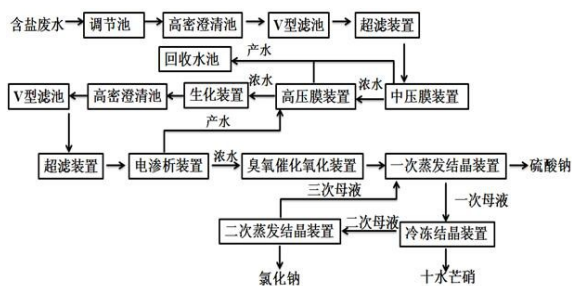 含盐废水 调节池 高密澄清池 V型滤池 超滤装置
回收水池 产水
浓水 浓水
V型滤池 高密澄清池 生化装置 高压膜装置 中压膜装置
产水
超滤装置 电渗析装置 浓水 臭氧催化氧化装置 一次蒸发结晶装置 硫酸钠
三次母液 一次母液
二次蒸发结晶装置 二次母液 冷冻结晶装置
氯化钠 十水芒硝